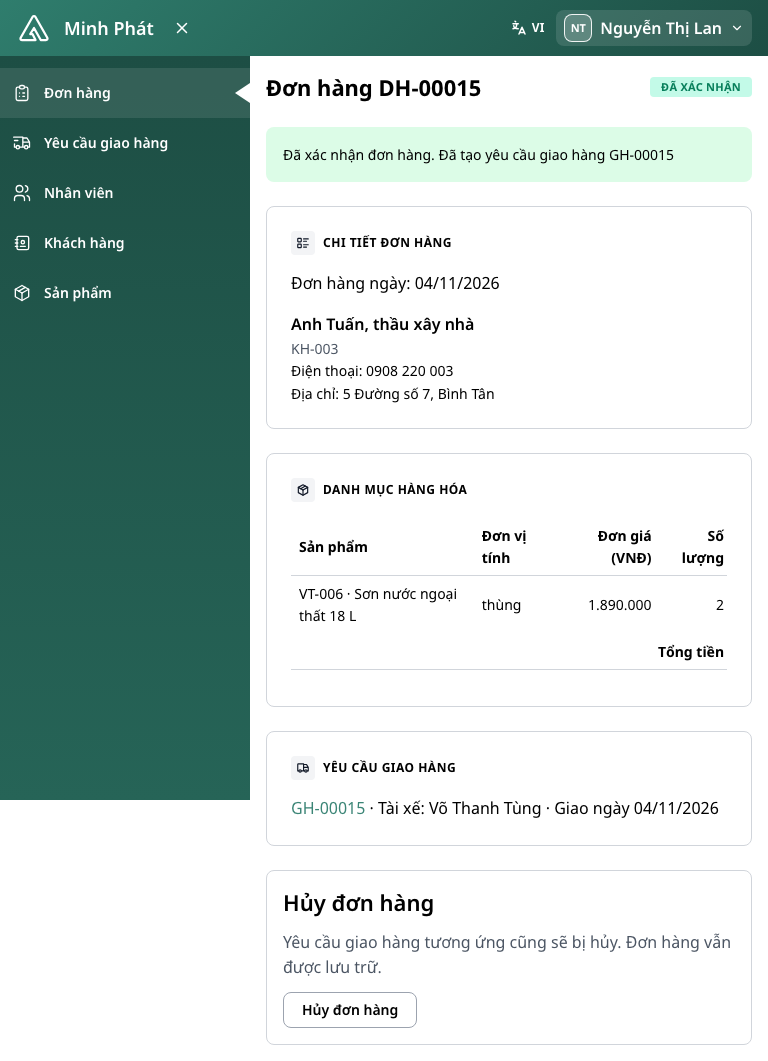 Minh Phát
VI
NT
Nguyễn Thị Lan
Đơn hàng
Yêu cầu giao hàng
Nhân viên
Khách hàng
Sản phẩm
Đơn hàng DH-00015
ĐÃ XÁC NHẬN
Đã xác nhận đơn hàng. Đã tạo yêu cầu giao hàng GH-00015
CHI TIẾT ĐƠN HÀNG
Đơn hàng ngày: 04/11/2026
Anh Tuấn, thầu xây nhà
KH-003
Điện thoại: 0908 220 003
Địa chỉ: 5 Đường số 7, Bình Tân
DANH MỤC HÀNG HÓA
Sản phẩm
Đơn vị
tính
Đơn giá
(VNĐ)
Số
lượng
VT-006 · Sơn nước ngoại
thất 18 L
thùng
1.890.000
2
Tổng tiền
YÊU CẦU GIAO HÀNG
GH-00015 · Tài xế: Võ Thanh Tùng · Giao ngày 04/11/2026
Hủy đơn hàng
Yêu cầu giao hàng tương ứng cũng sẽ bị hủy. Đơn hàng vẫn
được lưu trữ.
Hủy đơn hàng